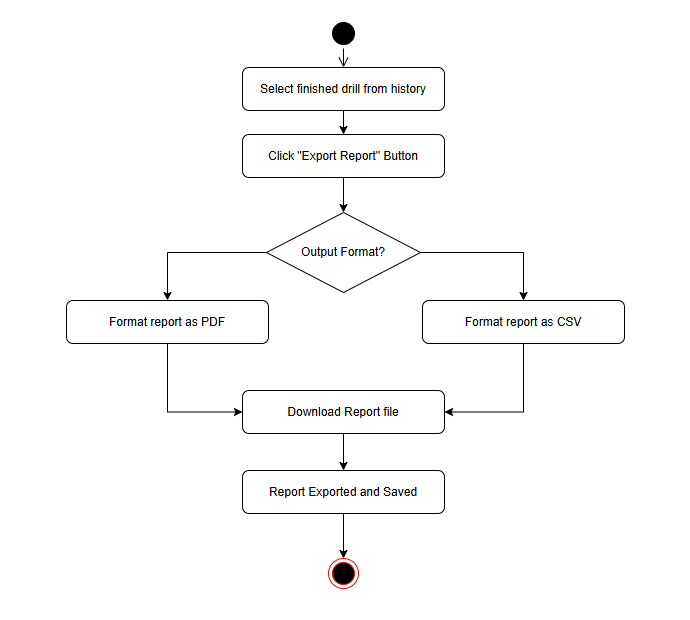 Select finished drill from history
Click "Export Report" Button
Output Format?
Format report as PDF
Format report as CSV
Download Report file
Report Exported and Saved